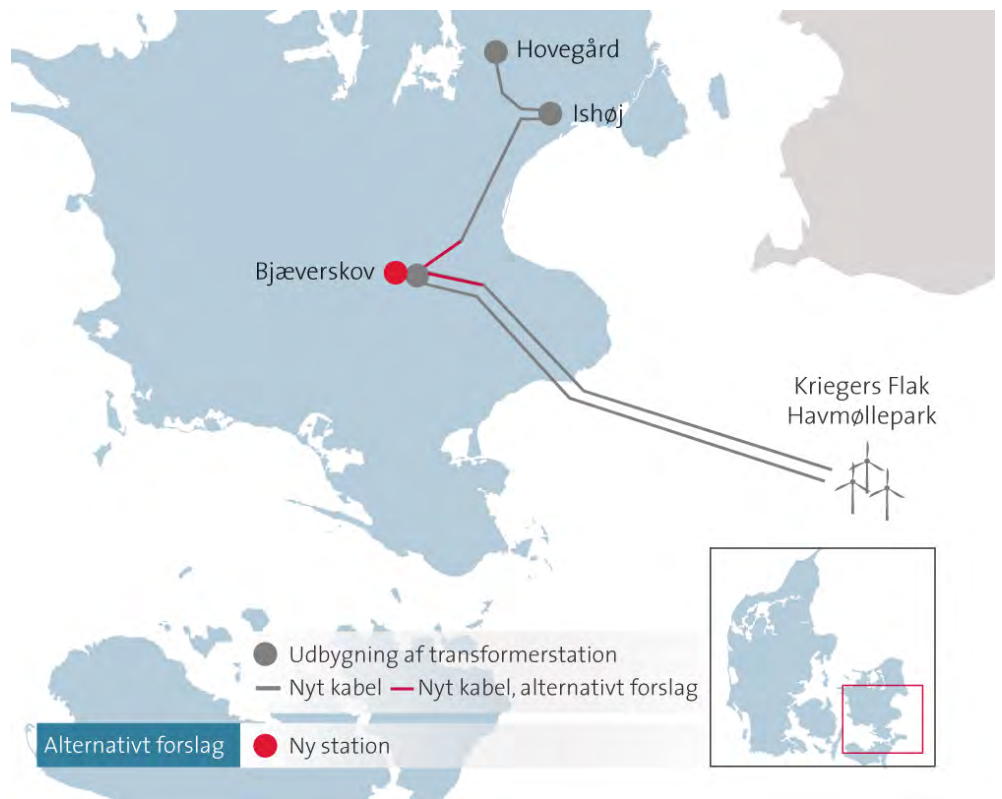 Hovegård
Ishøj
Bjæverskov
Kriegers Flak
Havmøllepark
Udbygning af transformerstation
Nyt kabel
Nyt kabel, alternativt forslag
Alternativt forslag
Ny station